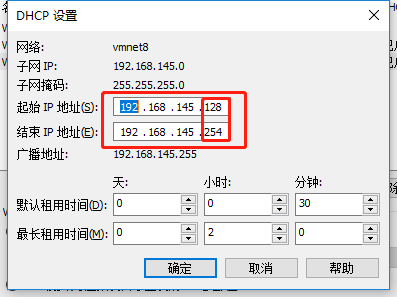 DHCP 设置
网络: vmnet8
子网 IP: 192.168.145.0
子网掩码: 255.255.255.0
起始 IP 地址(S): 192 . 168 . 145 . 128
结束 IP 地址(E): 192 . 168 . 145 . 254
广播地址: 192.168.145.255
天: 小时: 分钟:
默认租用时间(D): 0 0 30
最长租用时间(M): 0 2 0
确定 取消 帮助